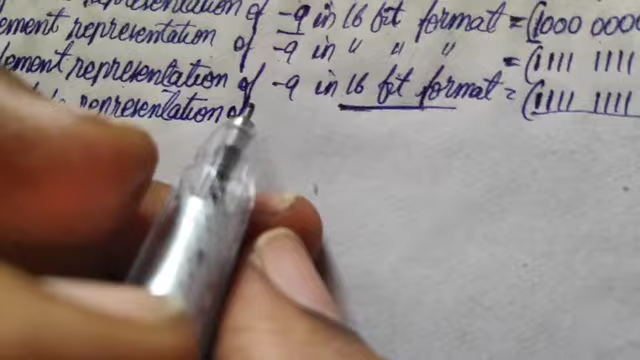 representation of -9 in 16 bit format = (1000 0000
ement representation of -9 in " " " = (1111 1111
lement representation of -9 in 16 bit format = (1111 1111
representation of